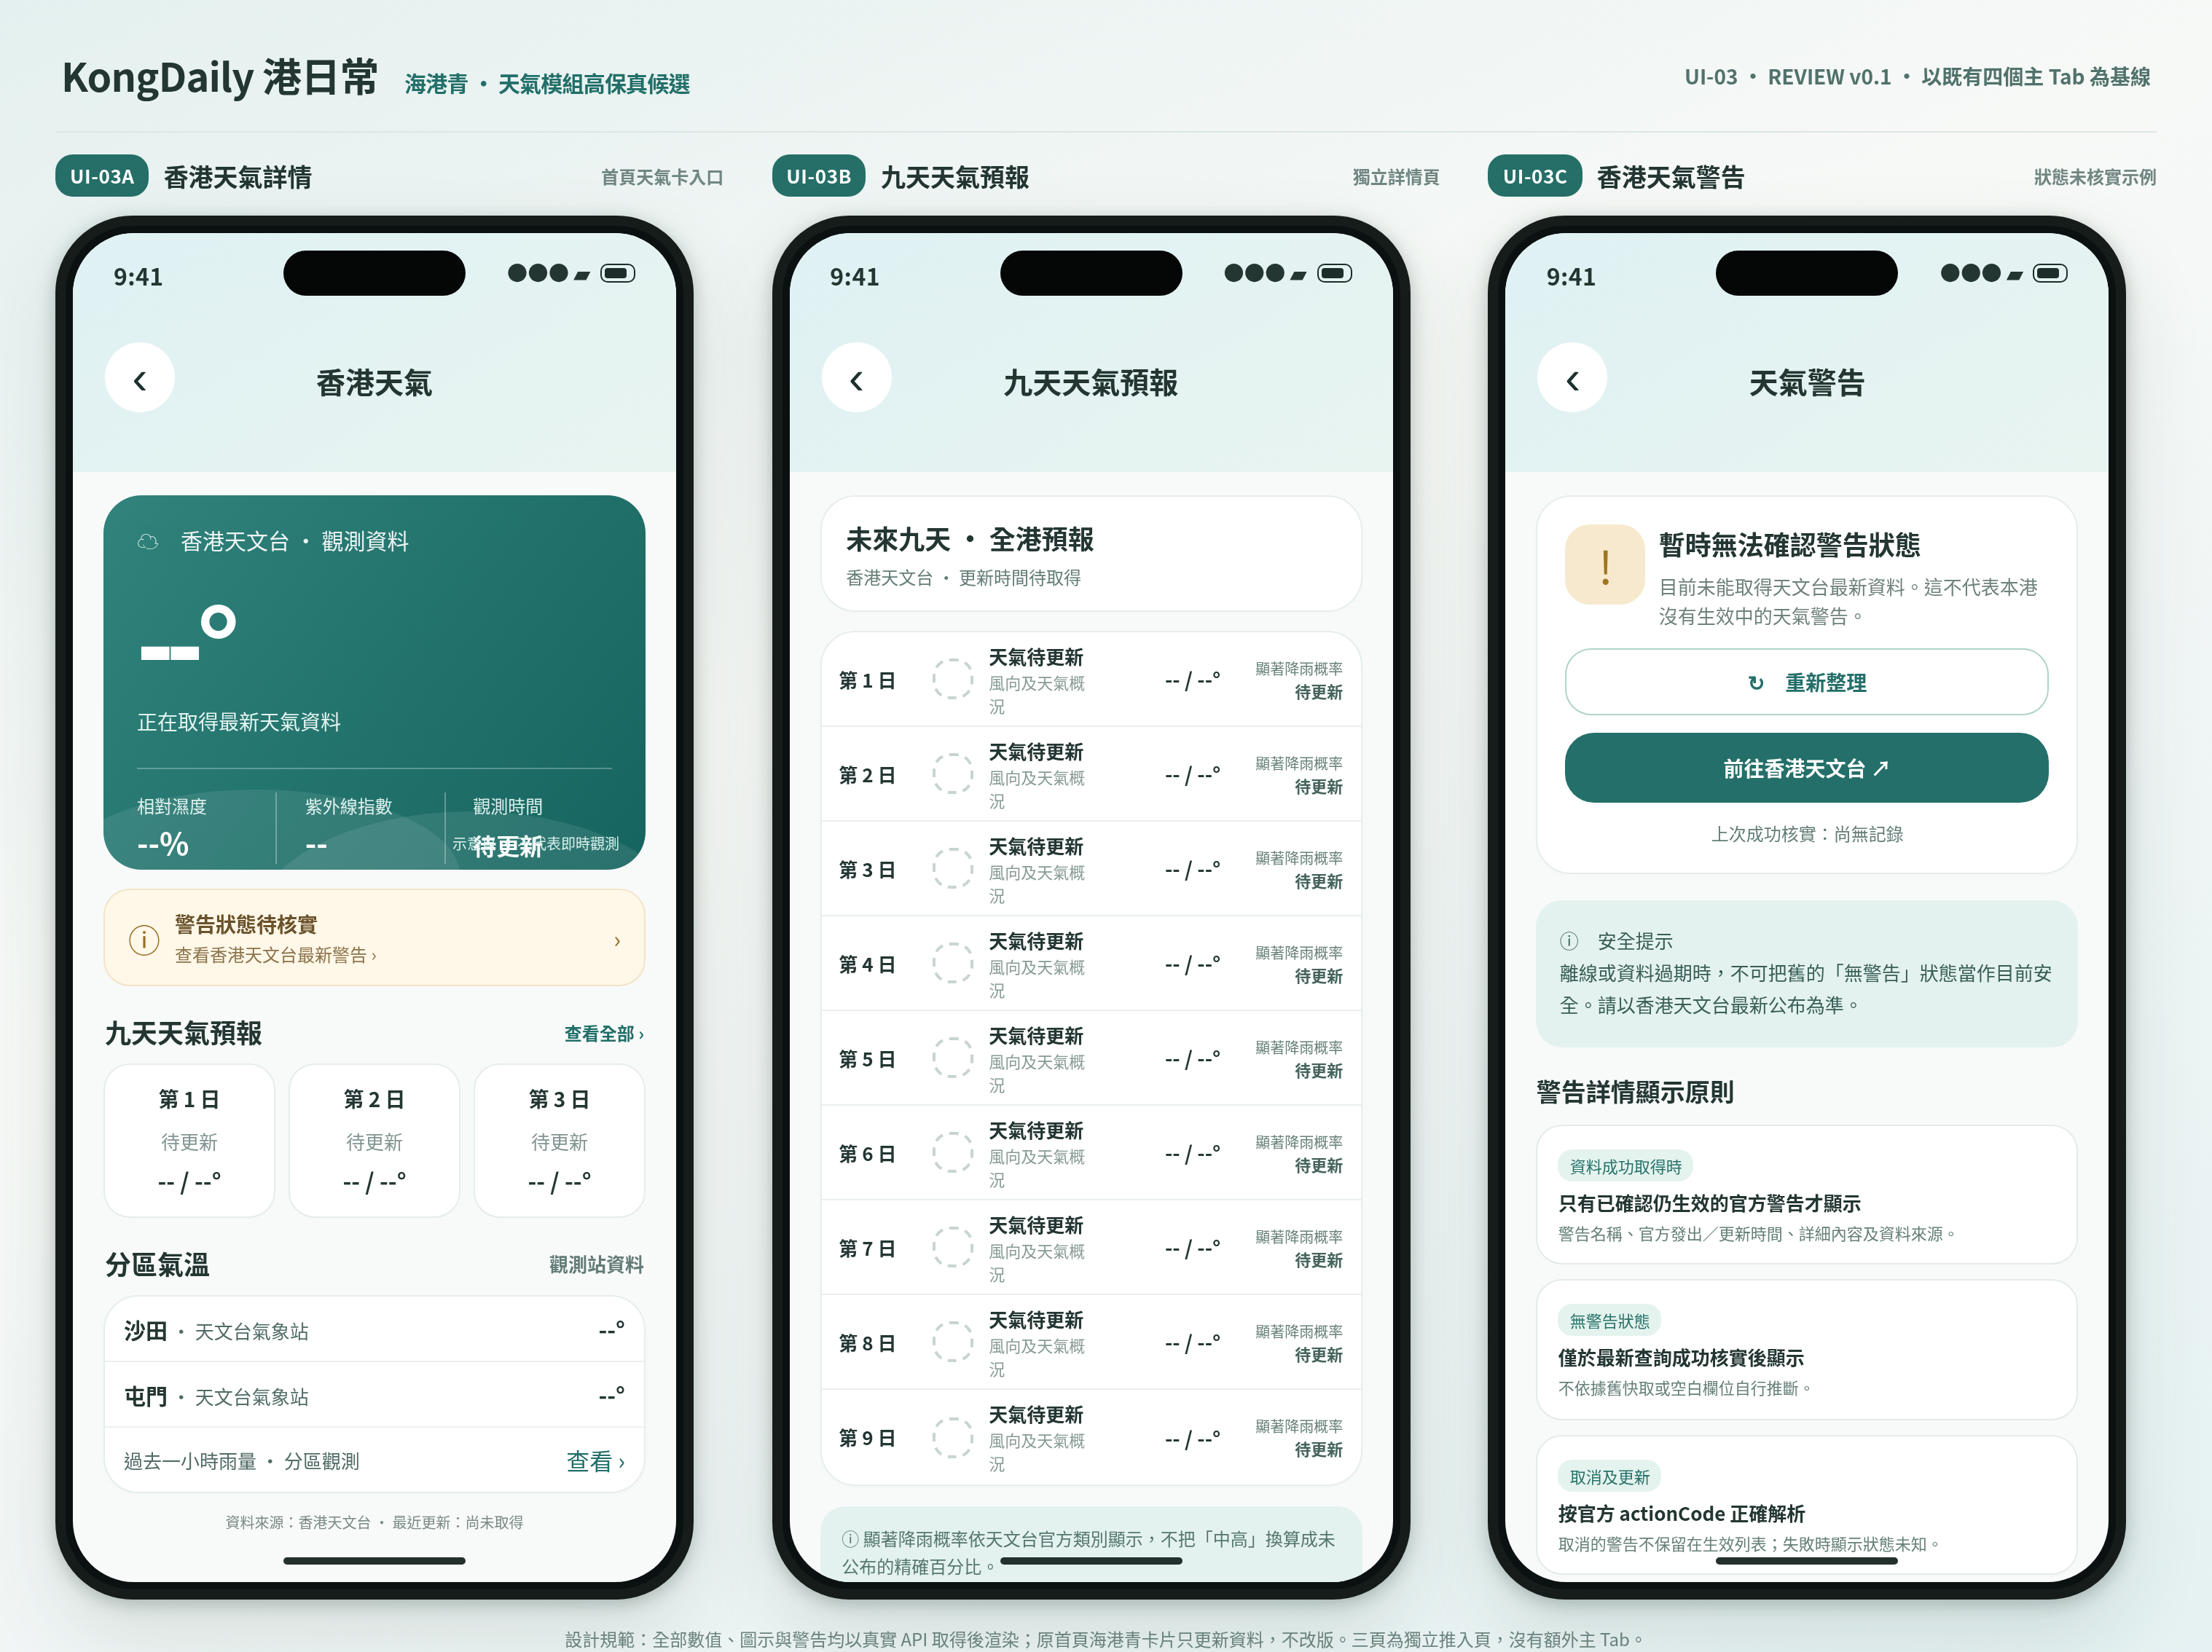 KongDaily 港日常 海港青 · 天氣模組高保真候選
UI-03 · REVIEW v0.1 · 以既有四個主 Tab 為基線
UI-03A 香港天氣詳情 首頁天氣卡入口
9:41
‹ 香港天氣
香港天文台 · 觀測資料
--°
正在取得最新天氣資料
相對濕度 紫外線指數 觀測時間
--% -- 待更新
代表即時觀測
ⓘ 警告狀態待核實
查看香港天文台最新警告 › ›
九天天氣預報 查看全部 ›
第 1 日 第 2 日 第 3 日
待更新 待更新 待更新
-- / --° -- / --° -- / --°
分區氣溫 觀測站資料
沙田 · 天文台氣象站 --°
屯門 · 天文台氣象站 --°
過去一小時雨量 · 分區觀測 查看 ›
資料來源：香港天文台 · 最近更新：尚未取得
UI-03B 九天天氣預報 獨立詳情頁
9:41
‹ 九天天氣預報
未來九天 · 全港預報
香港天文台 · 更新時間待取得
第 1 日 天氣待更新 -- / --° 顯著降雨概率
風向及天氣概 待更新
況
第 2 日 天氣待更新 -- / --° 顯著降雨概率
風向及天氣概 待更新
況
第 3 日 天氣待更新 -- / --° 顯著降雨概率
風向及天氣概 待更新
況
第 4 日 天氣待更新 -- / --° 顯著降雨概率
風向及天氣概 待更新
況
第 5 日 天氣待更新 -- / --° 顯著降雨概率
風向及天氣概 待更新
況
第 6 日 天氣待更新 -- / --° 顯著降雨概率
風向及天氣概 待更新
況
第 7 日 天氣待更新 -- / --° 顯著降雨概率
風向及天氣概 待更新
況
第 8 日 天氣待更新 -- / --° 顯著降雨概率
風向及天氣概 待更新
況
第 9 日 天氣待更新 -- / --° 顯著降雨概率
風向及天氣概 待更新
況
ⓘ 顯著降雨概率依天文台官方類別顯示，不把「中高」換算成未
公布的精確百分比。
UI-03C 香港天氣警告 狀態未核實示例
9:41
‹ 天氣警告
! 暫時無法確認警告狀態
目前未能取得天文台最新資料。這不代表本港
沒有生效中的天氣警告。
↻ 重新整理
前往香港天文台 ↗
上次成功核實：尚無記錄
ⓘ 安全提示
離線或資料過期時，不可把舊的「無警告」狀態當作目前安
全。請以香港天文台最新公布為準。
警告詳情顯示原則
資料成功取得時
只有已確認仍生效的官方警告才顯示
警告名稱、官方發出／更新時間、詳細內容及資料來源。
無警告狀態
僅於最新查詢成功核實後顯示
不依據舊快取或空白欄位自行推斷。
取消及更新
按官方 actionCode 正確解析
取消的警告不保留在生效列表；失敗時顯示狀態未知。
設計規範：全部數值、圖示與警告均以真實 API 取得後渲染；原首頁海港青卡片只更新資料，不改版。三頁為獨立推入頁，沒有額外主 Tab。